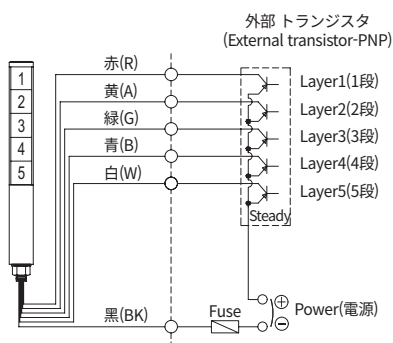 外部 トランジスタ
(External transistor-PNP)
赤(R)
Layer1(1段)
黄(A)
Layer2(2段)
緑(G)
Layer3(3段)
青(B)
Layer4(4段)
白(W)
Layer5(5段)
1
2
3
4
5
Steady
黑(BK)
Fuse
Power(電源)